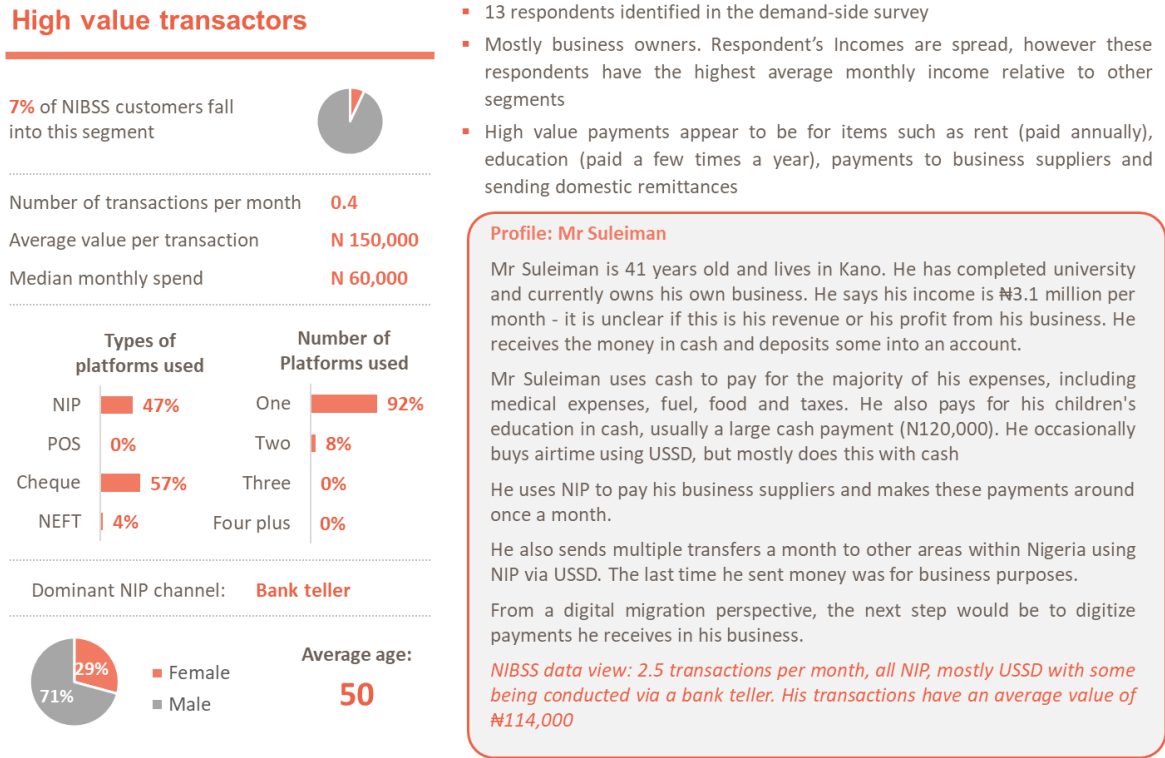 High value transactors
7% of NIBSS customers fall
into this segment
Number of transactions per month 0.4
Average value per transaction N 150,000
Median monthly spend N 60,000
Types of
platforms used
NIP 47%
POS 0%
Cheque 57%
NEFT 4%
Number of
Platforms used
One 92%
Two 8%
Three 0%
Four plus 0%
Dominant NIP channel: Bank teller
29%
71%
Female
Male
Average age:
50
▪ 13 respondents identified in the demand-side survey
▪ Mostly business owners. Respondent’s Incomes are spread, however these
respondents have the highest average monthly income relative to other
segments
▪ High value payments appear to be for items such as rent (paid annually),
education (paid a few times a year), payments to business suppliers and
sending domestic remittances
Profile: Mr Suleiman
Mr Suleiman is 41 years old and lives in Kano. He has completed university
and currently owns his own business. He says his income is ₦3.1 million per
month - it is unclear if this is his revenue or his profit from his business. He
receives the money in cash and deposits some into an account.
Mr Suleiman uses cash to pay for the majority of his expenses, including
medical expenses, fuel, food and taxes. He also pays for his children's
education in cash, usually a large cash payment (N120,000). He occasionally
buys airtime using USSD, but mostly does this with cash
He uses NIP to pay his business suppliers and makes these payments around
once a month.
He also sends multiple transfers a month to other areas within Nigeria using
NIP via USSD. The last time he sent money was for business purposes.
From a digital migration perspective, the next step would be to digitize
payments he receives in his business.
NIBSS data view: 2.5 transactions per month, all NIP, mostly USSD with some
being conducted via a bank teller. His transactions have an average value of
₦114,000